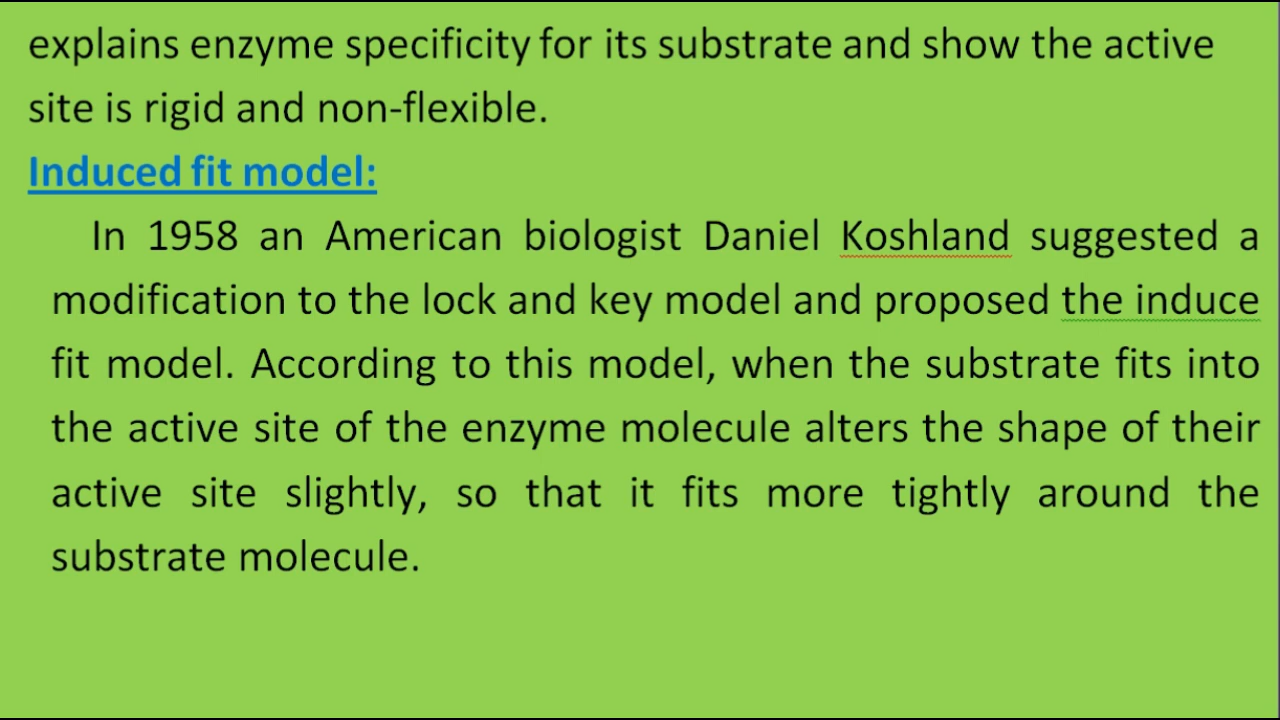 explains enzyme specificity for its substrate and show the active
site is rigid and non-flexible.
Induced fit model:
In 1958 an American biologist Daniel Koshland suggested a
modification to the lock and key model and proposed the induce
fit model. According to this model, when the substrate fits into
the active site of the enzyme molecule alters the shape of their
active site slightly, so that it fits more tightly around the
substrate molecule.